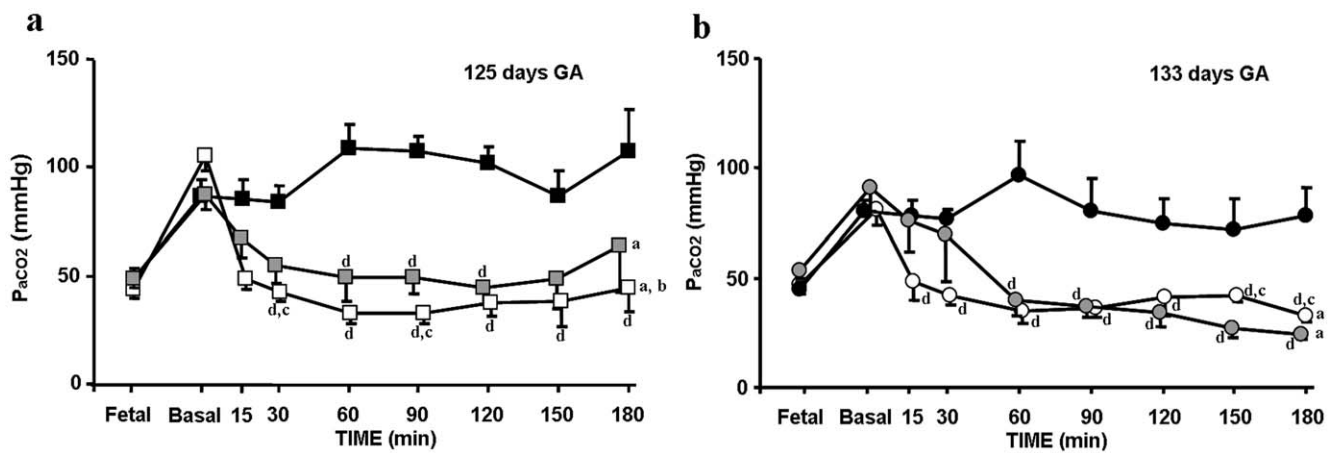 a
125 days GA
PaCO2 (mmHg)
150
100
50
0
d,c
d
d
d,c
d
d
d
d
d
a
a, b
d
Fetal Basal 15 30 60 90 120 150 180
TIME (min)
b
133 days GA
PaCO2 (mmHg)
150
100
50
0
d
d
d
d
d
d
d
d
d,c
d
d,c
a
a
d
Fetal Basal 15 30 60 90 120 150 180
TIME (min)